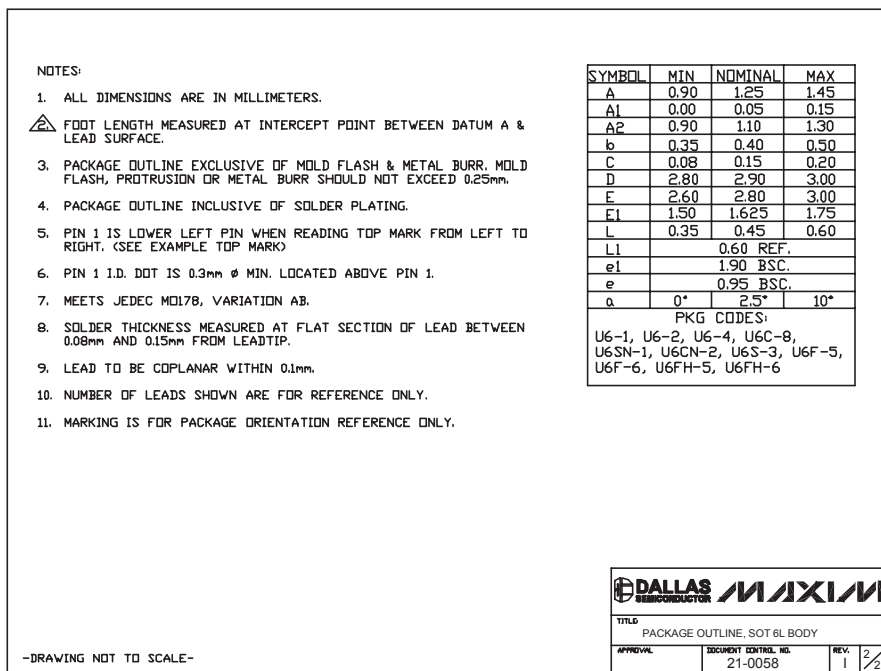 NOTES:
1. ALL DIMENSIONS ARE IN MILLIMETERS.
2. FOOT LENGTH MEASURED AT INTERCEPT POINT BETWEEN DATUM A &
LEAD SURFACE.
3. PACKAGE OUTLINE EXCLUSIVE OF MOLD FLASH & METAL BURR. MOLD
FLASH, PROTRUSION OR METAL BURR SHOULD NOT EXCEED 0.25mm.
4. PACKAGE OUTLINE INCLUSIVE OF SOLDER PLATING.
5. PIN 1 IS LOWER LEFT PIN WHEN READING TOP MARK FROM LEFT TO
RIGHT. (SEE EXAMPLE TOP MARK)
6. PIN 1 I.D. DOT IS 0.3mm ø MIN. LOCATED ABOVE PIN 1.
7. MEETS JEDEC MO178, VARIATION AB.
8. SOLDER THICKNESS MEASURED AT FLAT SECTION OF LEAD BETWEEN
0.08mm AND 0.15mm FROM LEADTIP.
9. LEAD TO BE COPLANAR WITHIN 0.1mm.
10. NUMBER OF LEADS SHOWN ARE FOR REFERENCE ONLY.
11. MARKING IS FOR PACKAGE ORIENTATION REFERENCE ONLY.
SYMBOL MIN NOMINAL MAX
A 0.90 1.25 1.45
A1 0.00 0.05 0.15
A2 0.90 1.10 1.30
b 0.35 0.40 0.50
C 0.08 0.15 0.20
D 2.80 2.90 3.00
E 2.60 2.80 3.00
E1 1.50 1.625 1.75
L 0.35 0.45 0.60
L1 0.60 REF.
e1 1.90 BSC.
e 0.95 BSC.
α 0° 2.5° 10°
PKG CODES:
U6-1, U6-2, U6-4, U6C-8,
U6SN-1, U6CN-2, U6S-3, U6F-5,
U6F-6, U6FH-5, U6FH-6
-DRAWING NOT TO SCALE-
DALLAS SEMICONDUCTOR MAXIM
TITLE:
PACKAGE OUTLINE, SOT 6L BODY
APPROVAL DOCUMENT CONTROL NO. REV.
21-0058 I 2/2